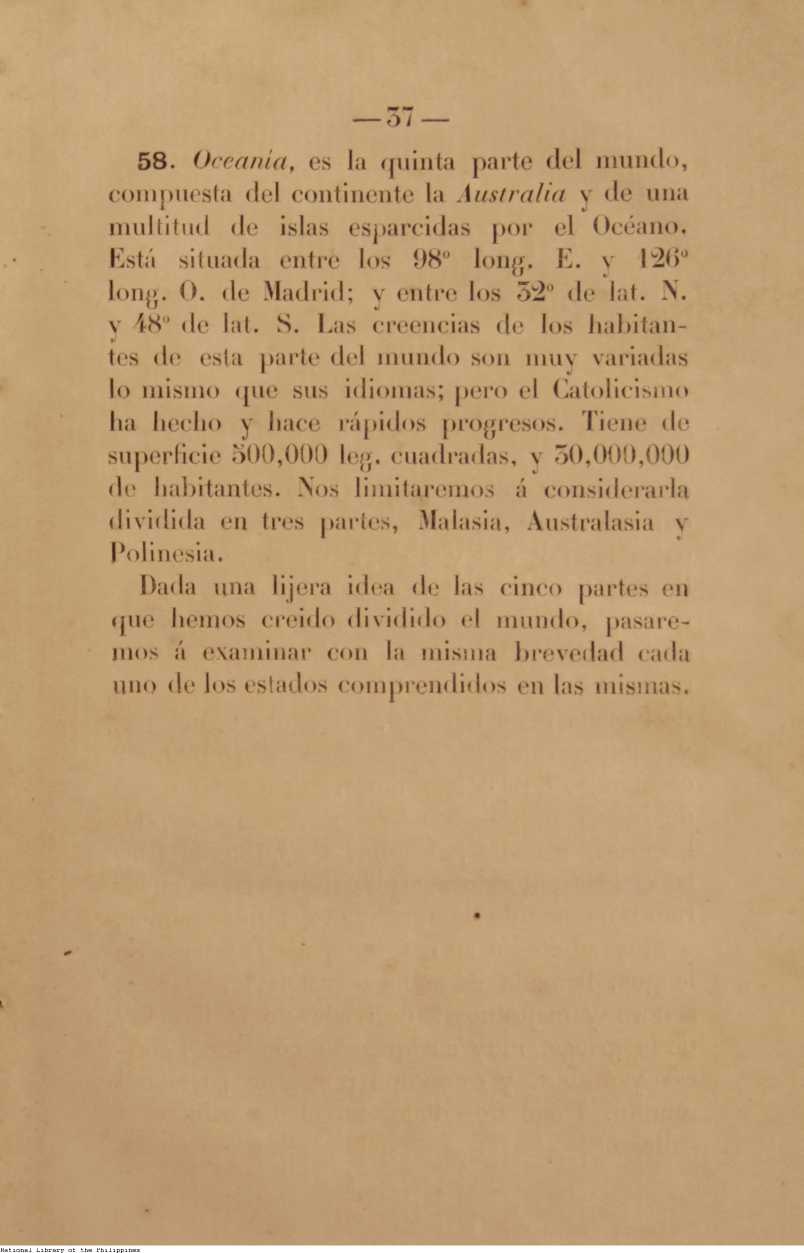 —37—
58. Oceania, es la quinta parte del mundo,
compuesta del continente la Australia y de una
multitud de islas esparcidas por el Océano.
Está situada entre los 98º long. E. y 126º
long. O. de Madrid; y entre los 32º de lat. N.
y 48º de lat. S. Las creencias de los habitan-
tes de esta parte del mundo son muy variadas
lo mismo que sus idiomas; pero el Catolicismo
ha hecho y hace rápidos progresos. Tiene de
superficie 500,000 leg. cuadradas, y 30,000,000
de habitantes. Nos limitaremos á considerarla
dividida en tres partes, Malasia, Australasia y
Polinesia.
Dada una lijera idea de las cinco partes en
que hemos creido dividido el mundo, pasare-
mos á examinar con la misma brevedad cada
uno de los estados comprendidos en las mismas.
National Library of the Philippines